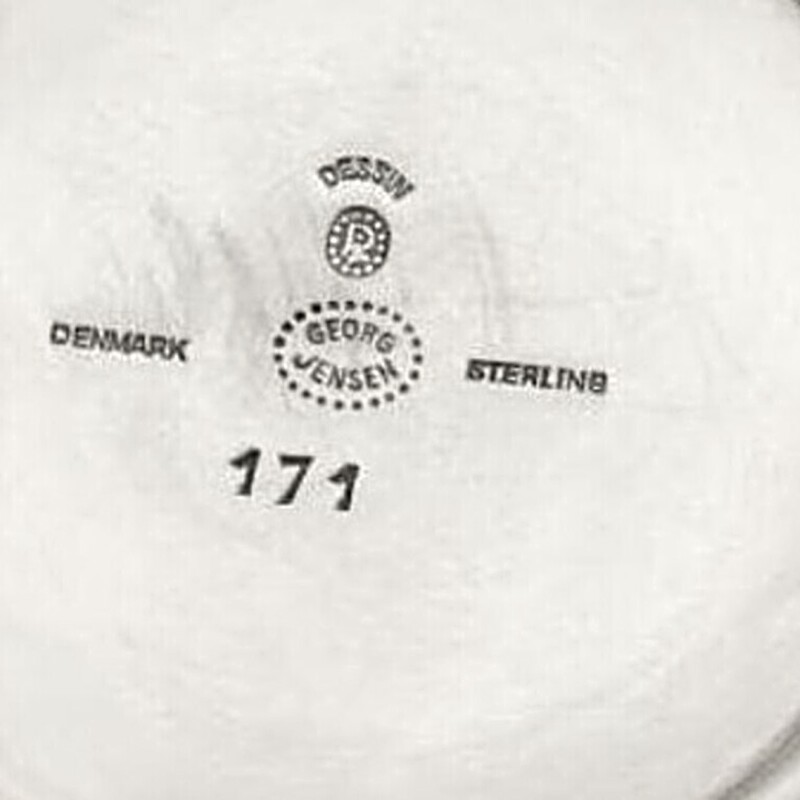 DESSIN
R
DENMARK
GEORG
JENSEN
STERLING
171